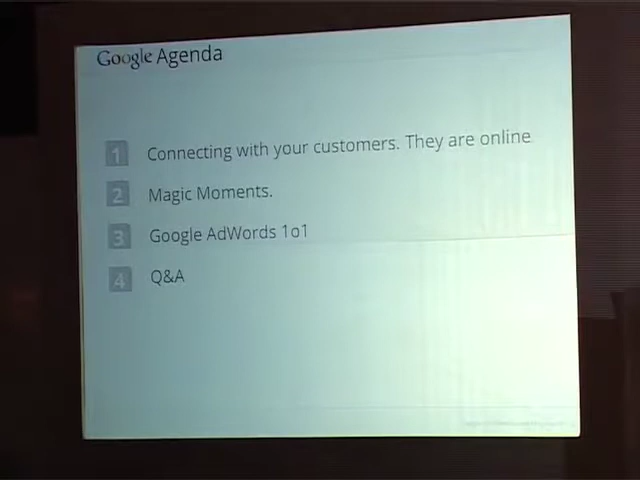 Google Agenda
1 Connecting with your customers. They are online
2 Magic Moments.
3 Google AdWords 1o1
4 Q&A